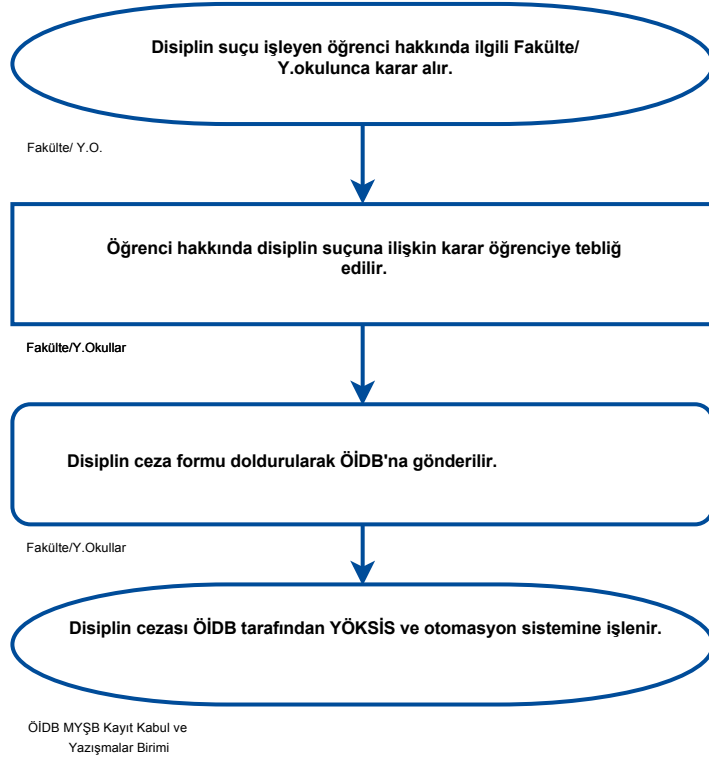 Disiplin suçu işleyen öğrenci hakkında ilgili Fakülte/
Y.okulunca karar alır.
Fakülte/ Y.O.
Öğrenci hakkında disiplin suçuna ilişkin karar öğrenciye tebliğ
edilir.
Fakülte/Y.Okullar
Disiplin ceza formu doldurularak ÖİDB'na gönderilir.
Fakülte/Y.Okullar
Disiplin cezası ÖİDB tarafından YÖKSİS ve otomasyon sistemine işlenir.
ÖİDB MYŞB Kayıt Kabul ve
Yazışmalar Birimi